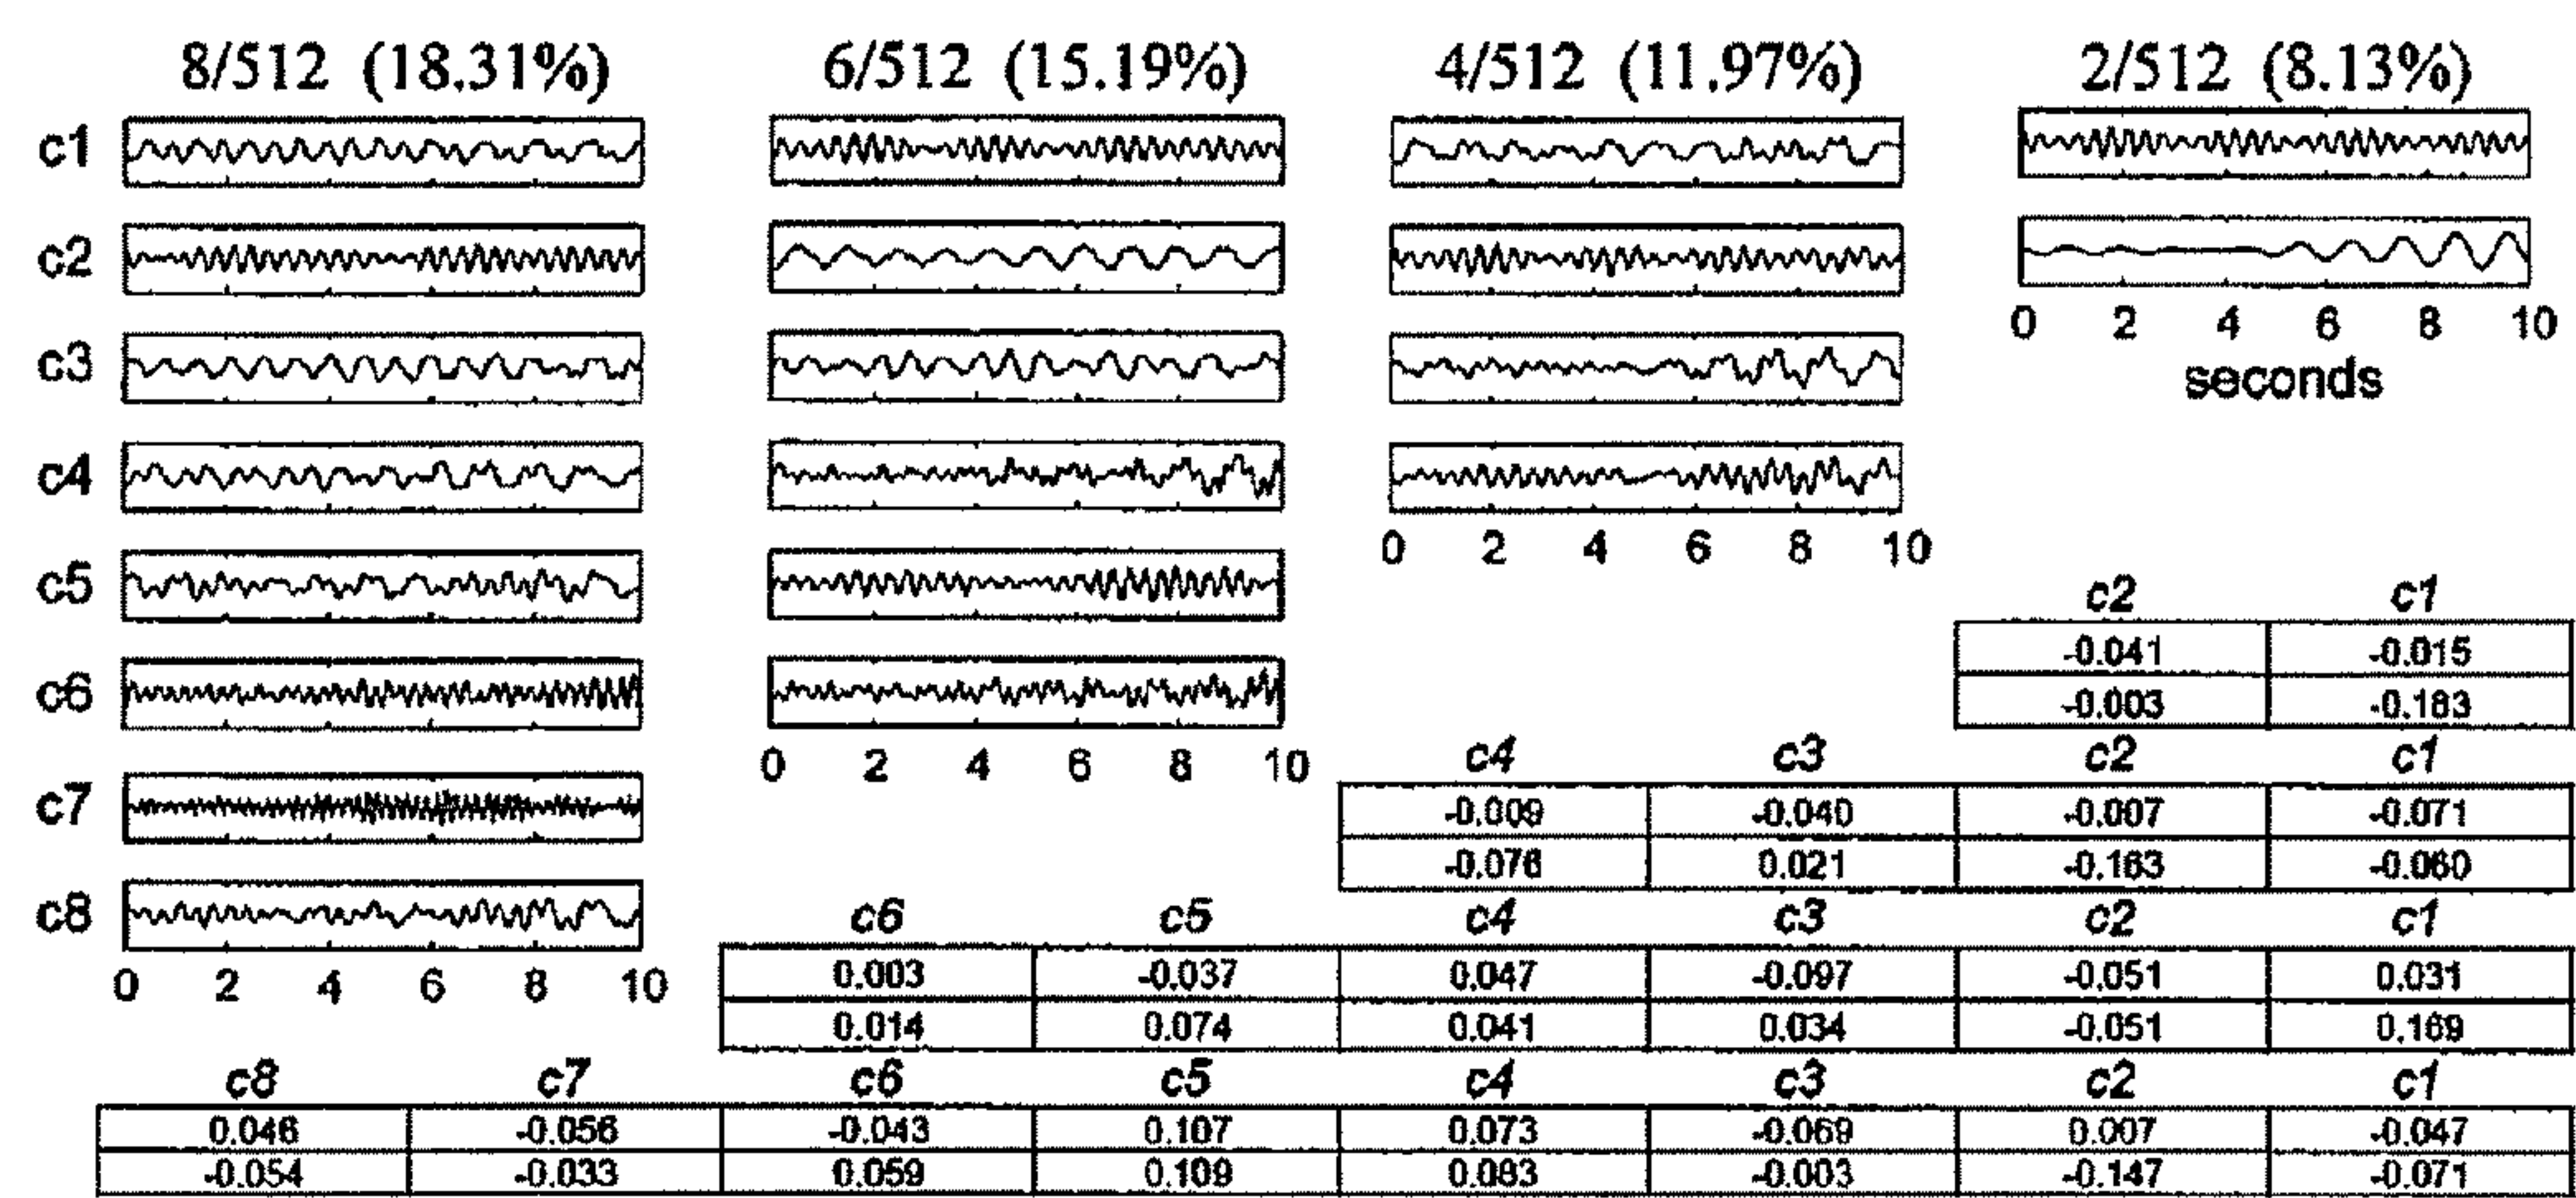 8/512 (18.31%) 6/512 (15.19%) 4/512 (11.97%) 2/512 (8.13%)
c1
c2
0 2 4 6 8 10
c3
seconds
c4
0 2 4 6 8 10
c5
c2 c1
-0.041 -0.015
c6
-0.003 -0.183
0 2 4 6 8 10
c4 c3 c2 c1
c7
-0.009 -0.040 -0.007 -0.071
-0.076 0.021 -0.163 -0.060
c8
c6 c5 c4 c3 c2 c1
0 2 4 6 8 10
0.003 -0.037 0.047 -0.097 -0.051 0.031
0.014 0.074 0.041 0.034 -0.051 0.169
c8 c7 c6 c5 c4 c3 c2 c1
0.046 -0.056 -0.043 0.107 0.073 -0.069 0.007 -0.047
-0.054 -0.033 0.059 0.109 0.083 -0.003 -0.147 -0.071